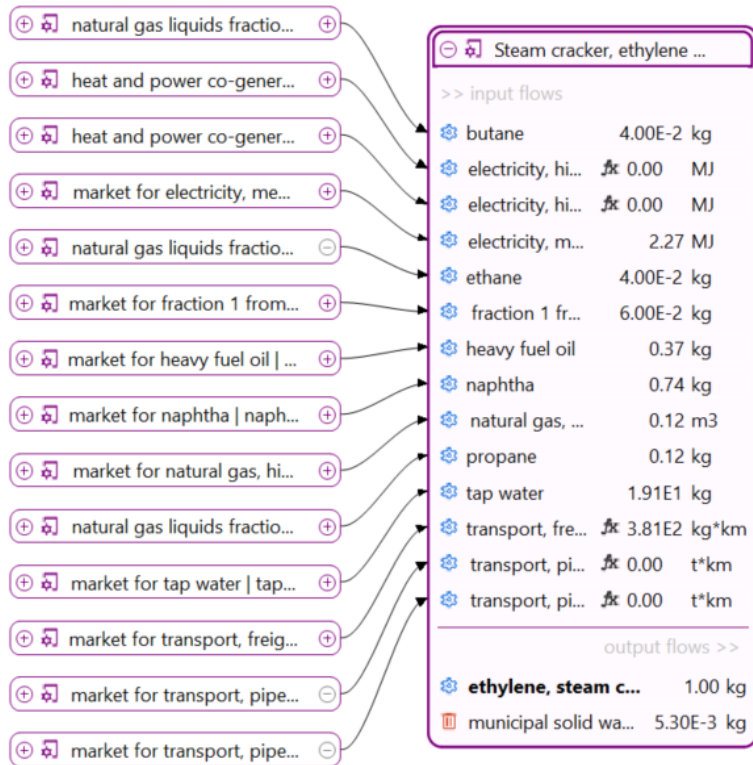 natural gas liquids fractio...
heat and power co-gener...
heat and power co-gener...
market for electricity, me...
natural gas liquids fractio...
market for fraction 1 from...
market for heavy fuel oil | ...
market for naphtha | naph...
market for natural gas, hi...
natural gas liquids fractio...
market for tap water | tap...
market for transport, freig...
market for transport, pipe...
market for transport, pipe...
Steam cracker, ethylene ...
>> input flows
butane 4.00E-2 kg
electricity, hi... fx 0.00 MJ
electricity, hi... fx 0.00 MJ
electricity, m... 2.27 MJ
ethane 4.00E-2 kg
fraction 1 fr... 6.00E-2 kg
heavy fuel oil 0.37 kg
naphtha 0.74 kg
natural gas, ... 0.12 m3
propane 0.12 kg
tap water 1.91E1 kg
transport, fre... fx 3.81E2 kg*km
transport, pi... fx 0.00 t*km
transport, pi... fx 0.00 t*km
output flows >>
ethylene, steam c... 1.00 kg
municipal solid wa... 5.30E-3 kg